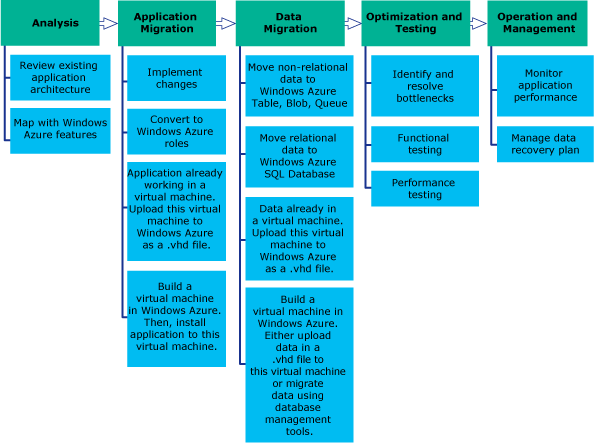 Analysis
Application
Migration
Data
Migration
Optimization and
Testing
Operation and
Management
Review existing
application
architecture
Map with Windows
Azure features
Implement
changes
Convert to
Windows Azure
roles
Application already
working in a
virtual machine.
Upload this virtual
machine to
Windows Azure
as a .vhd file.
Build a
virtual machine
in Windows Azure.
Then, install
application to this
virtual machine.
Move non-relational
data to
Windows Azure
Table, Blob, Queue
Move relational
data to
Windows Azure
SQL Database
Data already in
a virtual machine.
Upload this virtual
machine to
Windows Azure
as a .vhd file.
Build a
virtual machine in
Windows Azure.
Either upload
data in a
.vhd file to
this virtual machine
or migrate
data using
database
management
tools.
Identify and
resolve
bottlenecks
Functional
testing
Performance
testing
Monitor
application
performance
Manage data
recovery plan